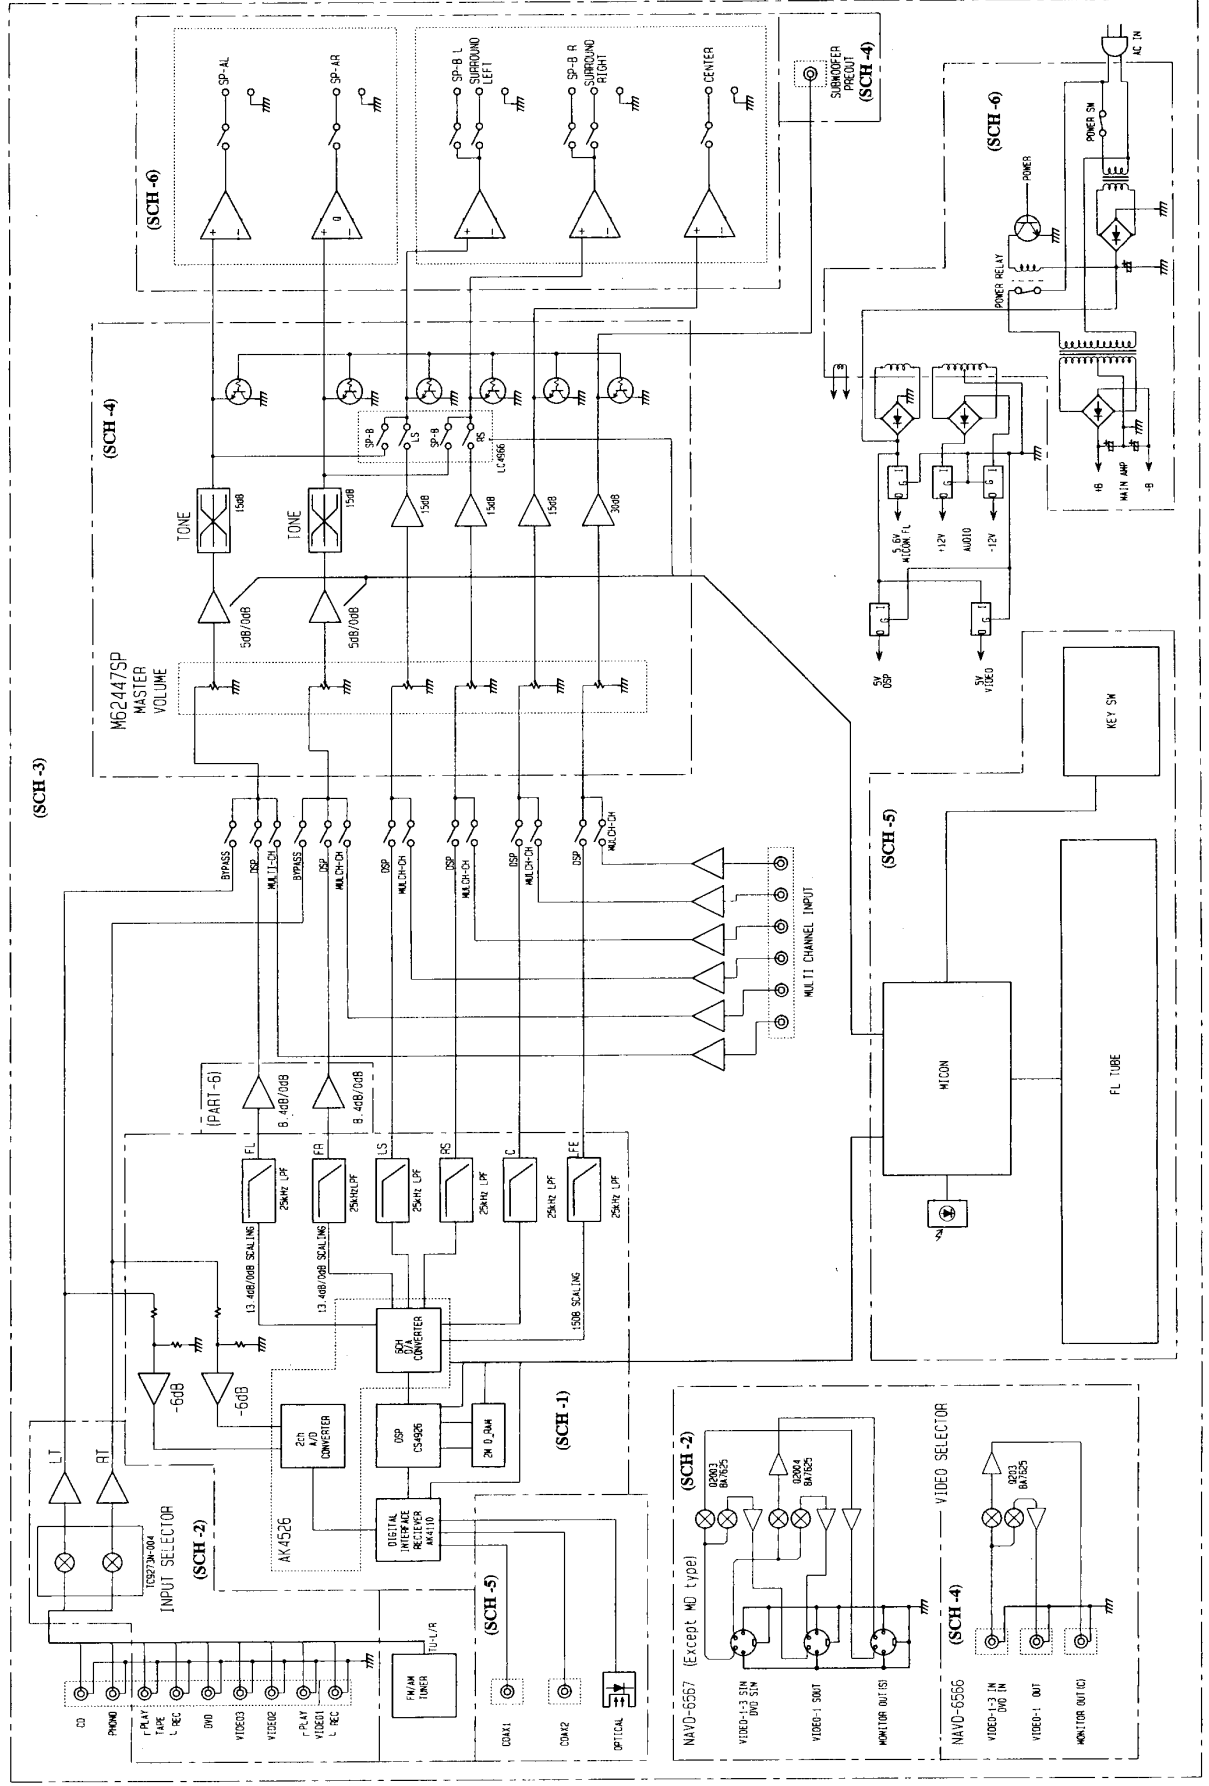 (SCH -3)
CD
PHONO
┌ PLAY
TAPE
└ REC
DVD
VIDEO3
VIDEO2
┌ PLAY
VIDEO1
└ REC
FM/AM
TUNER
TU-L/R
TC9273N-004
INPUT SELECTOR
(SCH -2)
LT
RT
-6dB
-6dB
AK4526
2ch
A/D
CONVERTER
DIGITAL
INTERFACE
RECIEVER
AK4110
DSP
CS4926
2M D_RAM
6CH
D/A
CONVERTER
(SCH -1)
(SCH -5)
COAX1
COAX2
OPTICAL
13.4dB/0dB SCALING
13.4dB/0dB SCALING
15DB SCALING
FL
25kHz LPF
FR
25kHzLPF
LS
25kHz LPF
RS
25kHz LPF
C
25kHz LPF
LFE
25kHz LPF
(PART-6)
8.4dB/0dB
8.4dB/0dB
BYPASS
DSP
MULTI-CH
BYPASS
DSP
MULCH-CH
DSP
MULCH-CH
DSP
MULCH-CH
DSP
MULCH-CH
DSP
MULCH-CH
MULTI CHANNEL INPUT
M62447SP
MASTER
VOLUME
(SCH -4)
5dB/0dB
5dB/0dB
TONE
15dB
TONE
15dB
15dB
15dB
15dB
30dB
SP-B
LS
SP-B
RS
LC4966
(SCH -6)
SP-AL
SP-AR
SP-B L
SURROUND
LEFT
SP-B R
SURROUND
RIGHT
CENTER
SUBWOOFER
PREOUT
(SCH -4)
(SCH -6)
AC IN
POWER SW
POWER
POWER RELAY
+B
MAIN AMP
-B
5.6V
MICOM,FL
+12V
AUDIO
-12V
O G I
O G I
O G I
O G I
O G I
5V
DSP
5V
VIDEO
(SCH -5)
MICON
KEY SW
FL TUBE
NAVD-6567 (Except MD type)
(SCH -2)
Q2003
BA7625
Q2004
BA7625
VIDEO-1-3 SIN
DVD SIN
VIDEO-1 SOUT
MONITOR OUT(S)
VIDEO SELECTOR
NAVD-6566
(SCH -4)
Q203
BA7625
VIDEO-1-3 IN
DVD IN
VIDEO-1 OUT
MONITOR OUT(C)